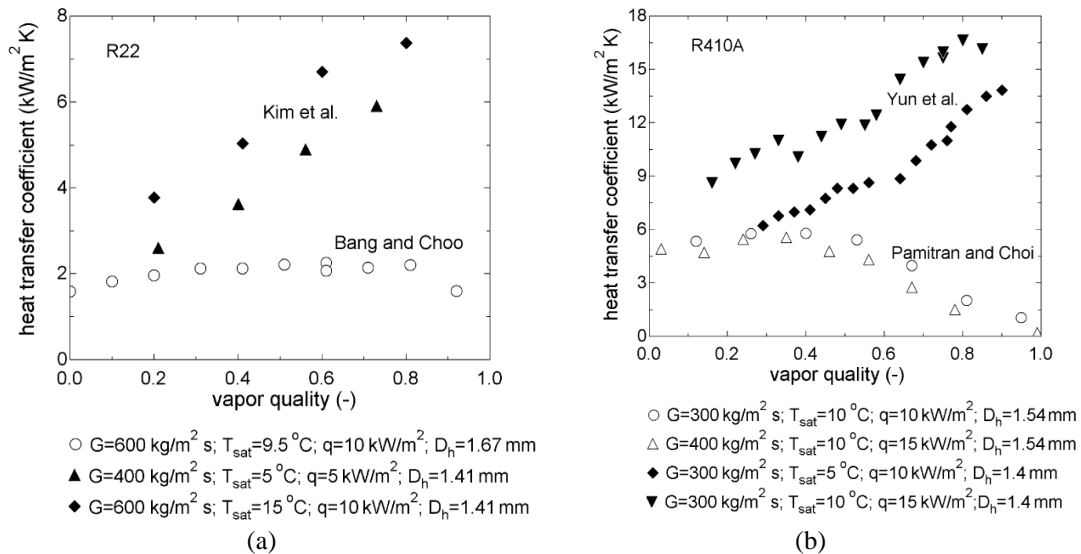 R22
Kim et al.
Bang and Choo
heat transfer coefficient (kW/m² K)
8
6
4
2
0
0.0 0.2 0.4 0.6 0.8 1.0
vapor quality (-)
○ G=600 kg/m² s; T_sat=9.5 °C; q=10 kW/m²; D_h=1.67 mm
▲ G=400 kg/m² s; T_sat=5 °C; q=5 kW/m²; D_h=1.41 mm
◆ G=600 kg/m² s; T_sat=15 °C; q=10 kW/m²; D_h=1.41 mm
(a)
R410A
Yun et al.
Pamitran and Choi
heat transfer coefficient (kW/m² K)
18
15
12
9
6
3
0
0.0 0.2 0.4 0.6 0.8 1.0
vapor quality (-)
○ G=300 kg/m² s; T_sat=10 °C; q=10 kW/m²; D_h=1.54 mm
△ G=400 kg/m² s; T_sat=10 °C; q=15 kW/m²; D_h=1.54 mm
◆ G=300 kg/m² s; T_sat=5 °C; q=10 kW/m²; D_h=1.4 mm
▼ G=300 kg/m² s; T_sat=10 °C; q=15 kW/m²;D_h=1.4 mm
(b)